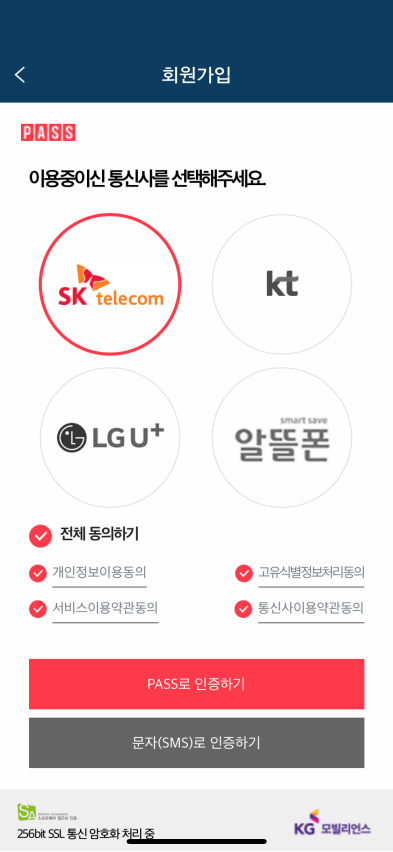 회원가입
PASS
이용중이신 통신사를 선택해주세요.
SK telecom
kt
LG U+
smart save
알뜰폰
전체 동의하기
개인정보이용동의
고유식별정보처리동의
서비스이용약관동의
통신사이용약관동의
PASS로 인증하기
문자(SMS)로 인증하기
SA
256bit SSL 통신 암호화 처리 중
KG 모빌리언스